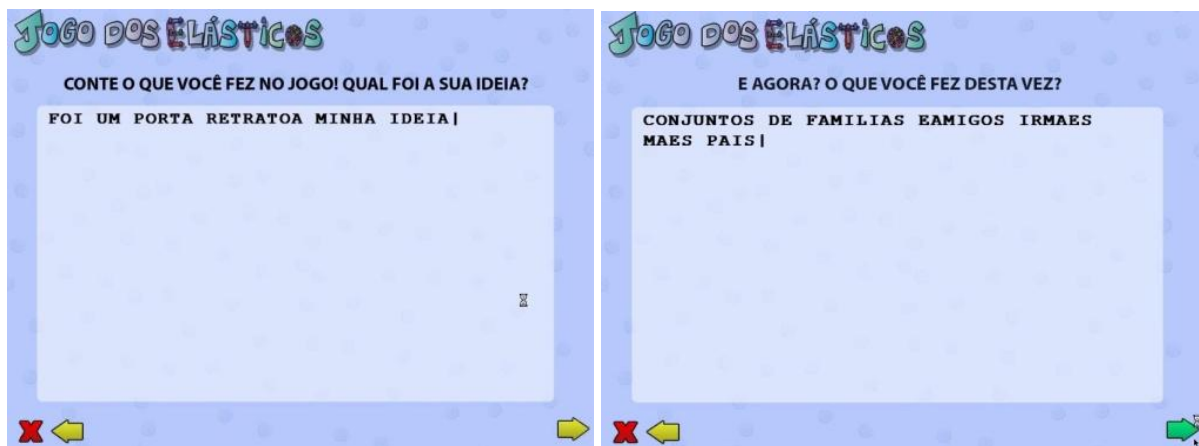 JOGO DOS ELÁSTICOS
CONTE O QUE VOCÊ FEZ NO JOGO! QUAL FOI A SUA IDEIA?
FOI UM PORTA RETRATOA MINHA IDEIA|
X
JOGO DOS ELÁSTICOS
E AGORA? O QUE VOCÊ FEZ DESTA VEZ?
CONJUNTOS DE FAMILIAS EAMIGOS IRMAES
MAES PAIS|
X